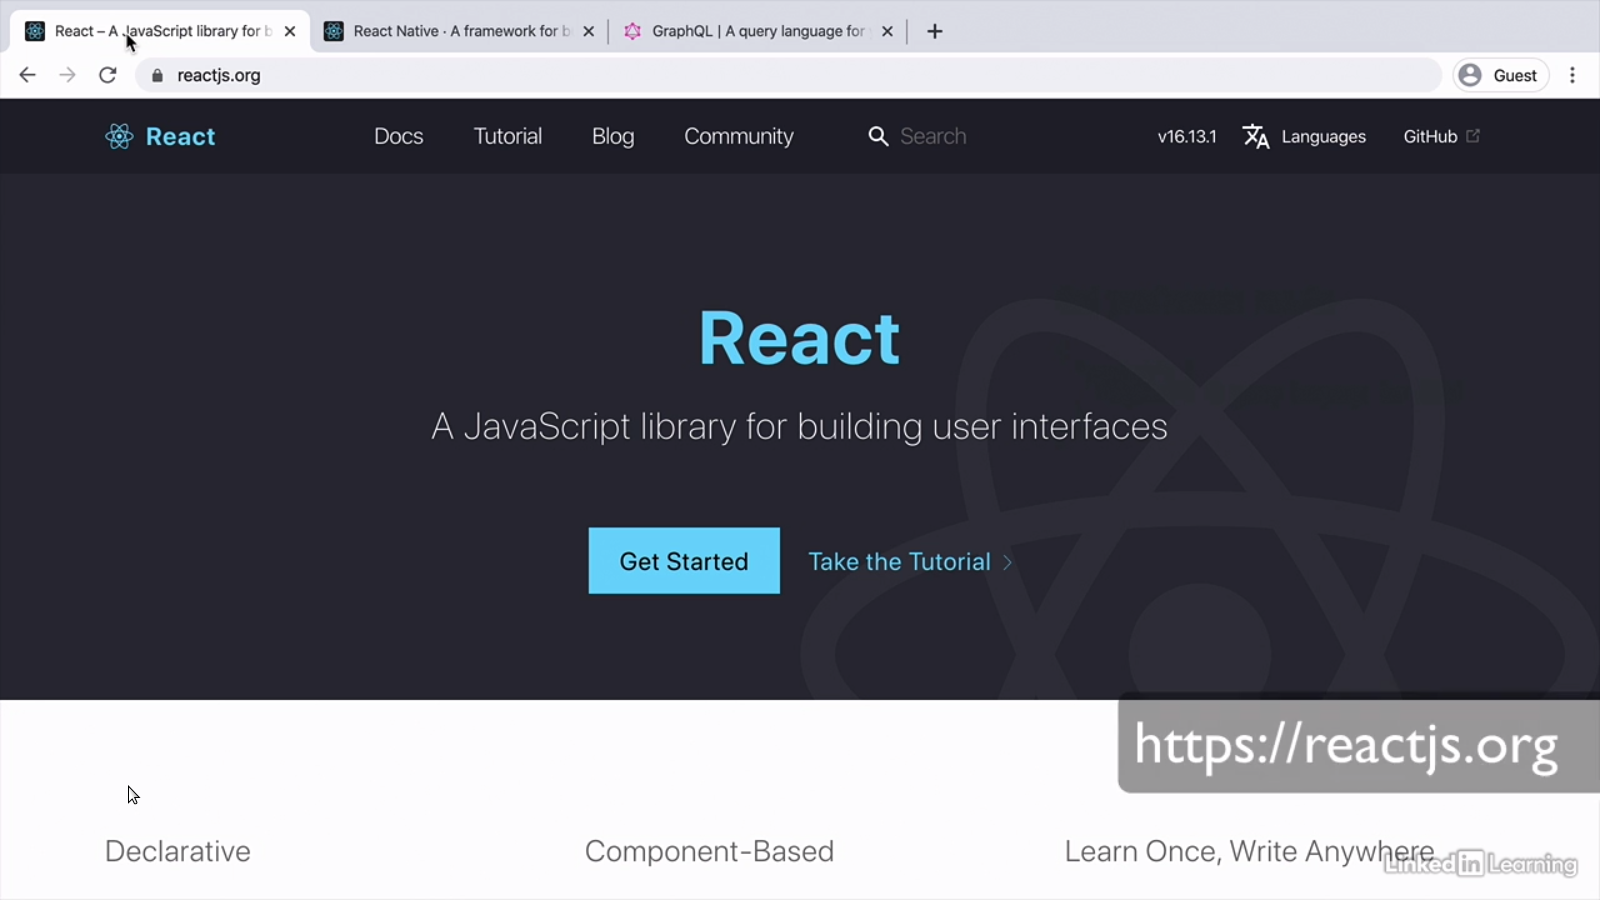 React – A JavaScript library for b
React Native · A framework for b
GraphQL | A query language for
reactjs.org
Guest
React
Docs
Tutorial
Blog
Community
Search
v16.13.1
Languages
GitHub
React
A JavaScript library for building user interfaces
Get Started
Take the Tutorial
https://reactjs.org
Declarative
Component-Based
Learn Once, Write Anywhere
Linked in Learning